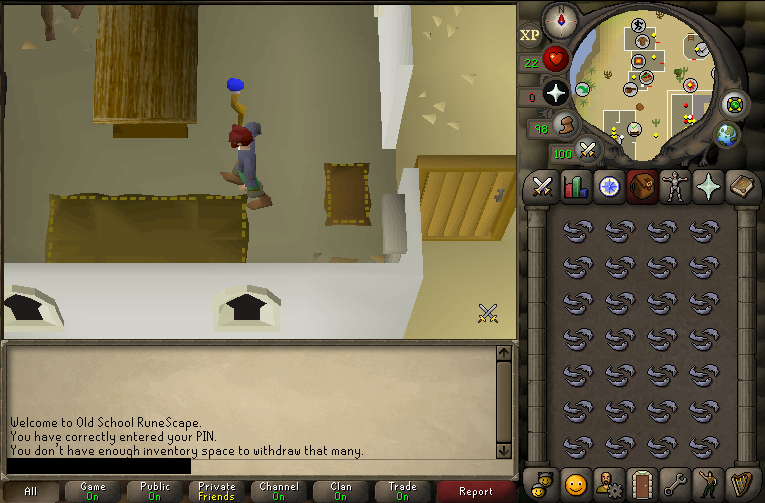 N
XP
22
0
98
100
Welcome to Old School RuneScape.
You have correctly entered your PIN.
You don't have enough inventory space to withdraw that many.
All
Game
On
Public
On
Private
Friends
Channel
On
Clan
On
Trade
On
Report